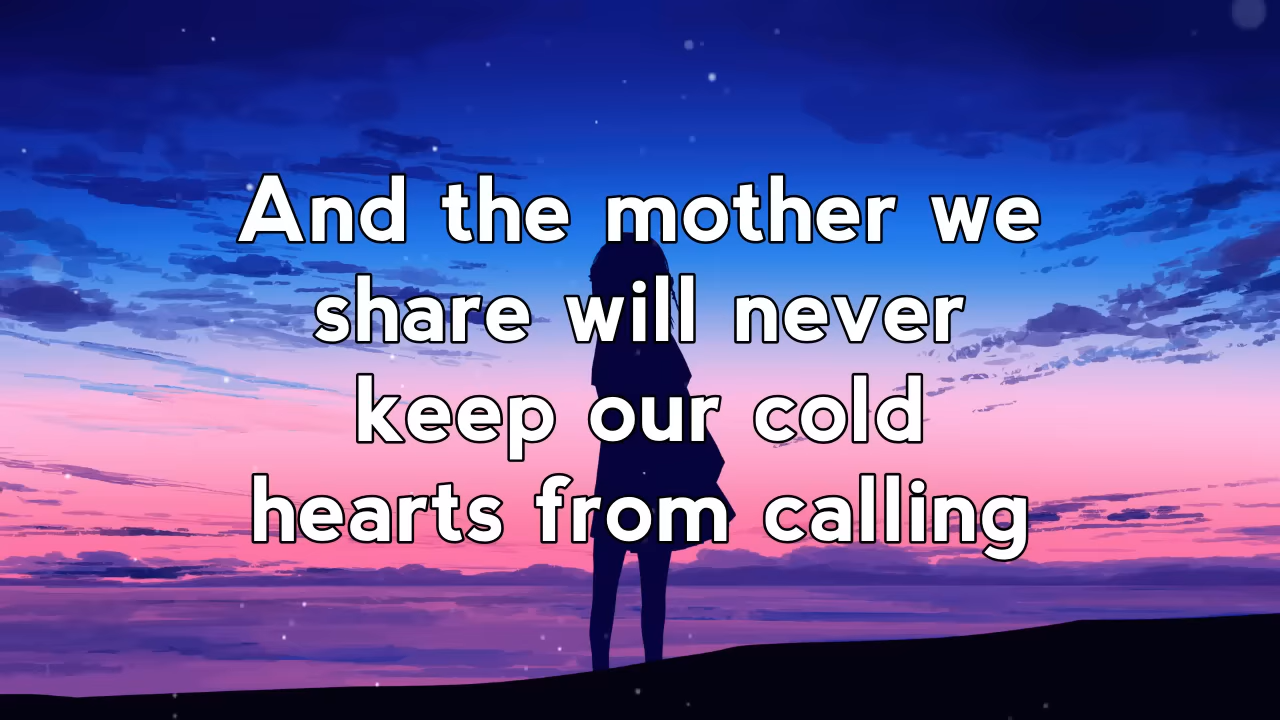 And the mother we
share will never
keep our cold
hearts from calling